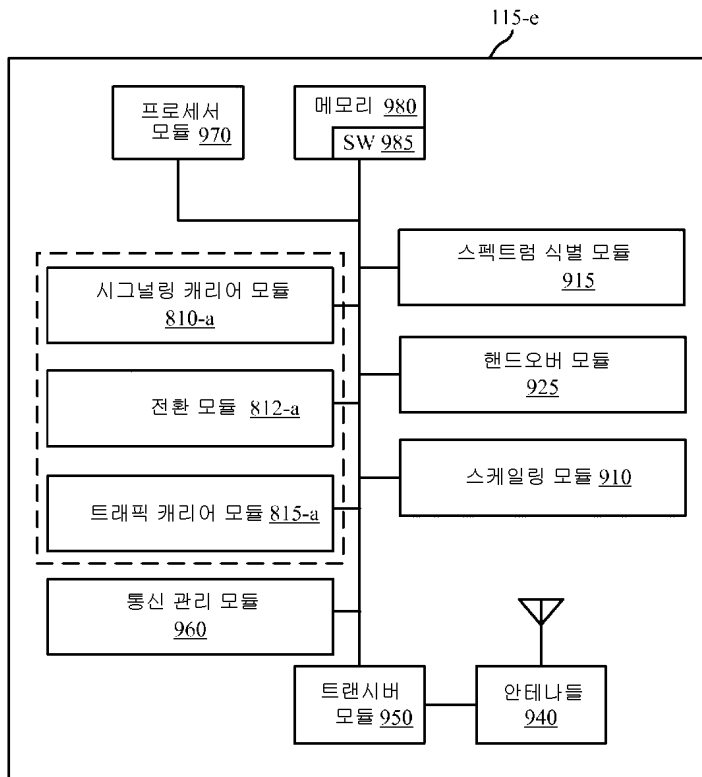 115-e
프로세서
모듈 970
메모리 980
SW 985
시그널링 캐리어 모듈
810-a
스펙트럼 식별 모듈
915
전환 모듈 812-a
핸드오버 모듈
925
트래픽 캐리어 모듈 815-a
스케일링 모듈 910
통신 관리 모듈
960
트랜시버
모듈 950
안테나들
940